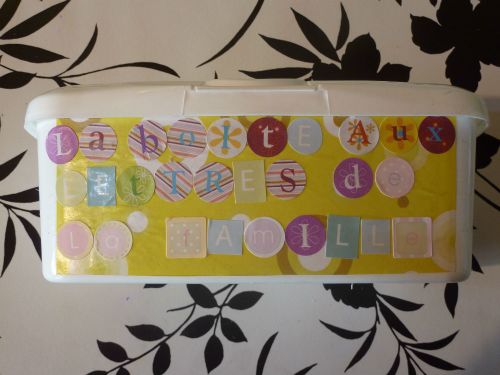 La boItE Aux
LEtTRES de
La fAmILLe